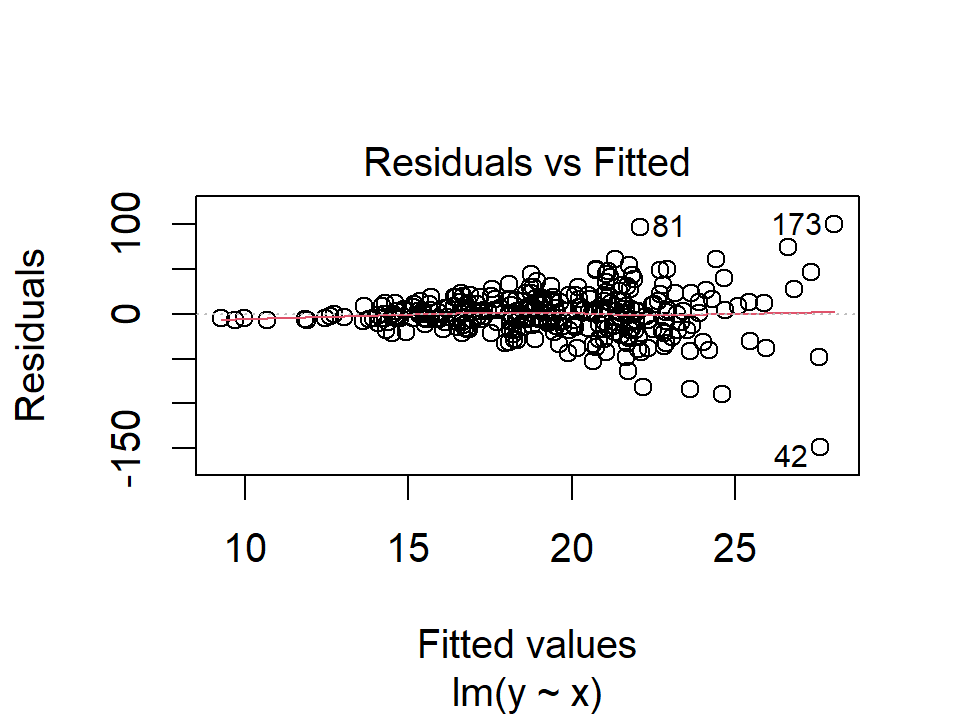 Residuals vs Fitted
Residuals
100
0
-150
81
173
42
10 15 20 25
Fitted values
lm(y ~ x)